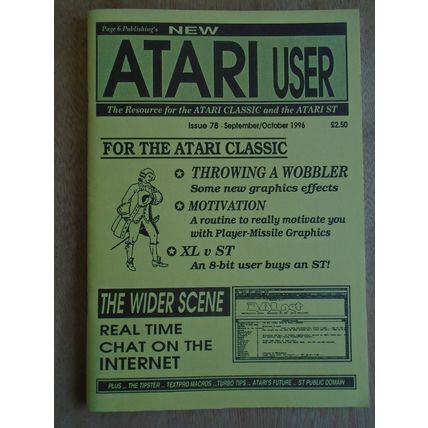 Page 6 Publishing's NEW
ATARI USER
The Resource for the ATARI CLASSIC and the ATARI ST
Issue 78 - September/October 1996 £2.50
FOR THE ATARI CLASSIC
THROWING A WOBBLER
Some new graphics effects
MOTIVATION
A routine to really motivate you
with Player-Missile Graphics
XL v ST
An 8-bit user buys an ST!
THE WIDER SCENE
REAL TIME
CHAT ON THE
INTERNET
PLUS ... THE TIPSTER ... TEXTPRO MACROS ... TURBO TIPS ... ATARI'S FUTURE ... ST PUBLIC DOMAIN